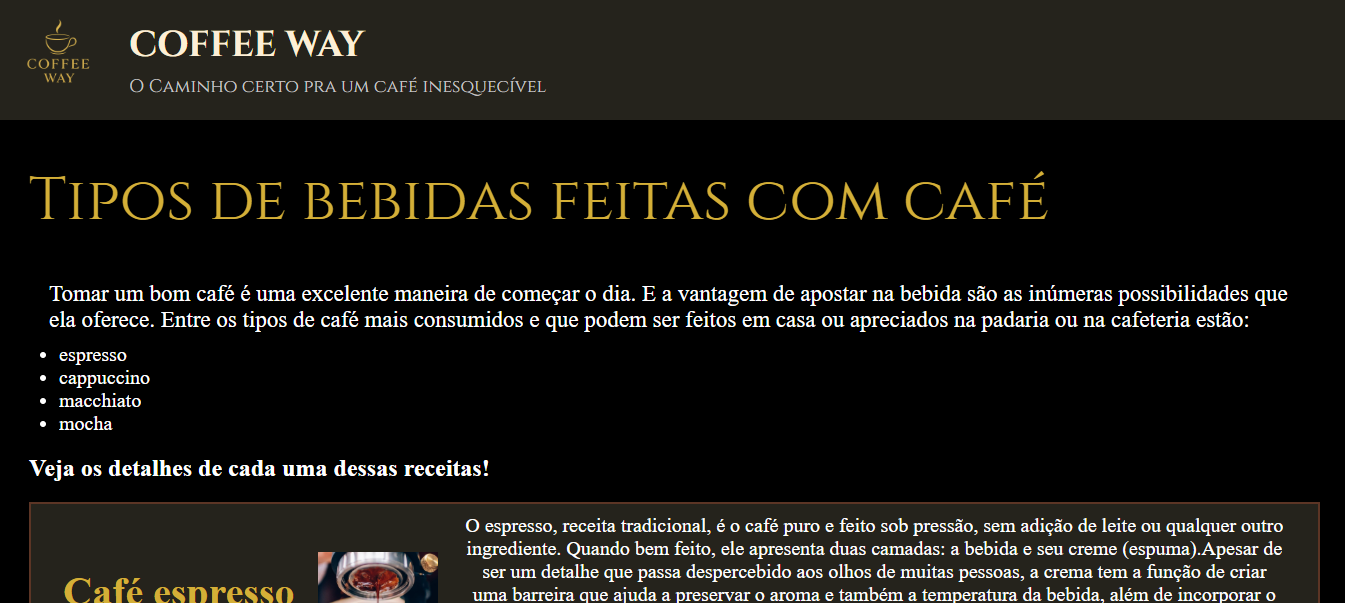 COFFEE WAY
COFFEE WAY
O Caminho certo pra um café inesquecível
Tipos de bebidas feitas com café
Tomar um bom café é uma excelente maneira de começar o dia. E a vantagem de apostar na bebida são as inúmeras possibilidades que
ela oferece. Entre os tipos de café mais consumidos e que podem ser feitos em casa ou apreciados na padaria ou na cafeteria estão:
espresso
cappuccino
macchiato
mocha
Veja os detalhes de cada uma dessas receitas!
Café espresso
O espresso, receita tradicional, é o café puro e feito sob pressão, sem adição de leite ou qualquer outro
ingrediente. Quando bem feito, ele apresenta duas camadas: a bebida e seu creme (espuma).Apesar de
ser um detalhe que passa despercebido aos olhos de muitas pessoas, a crema tem a função de criar
uma barreira que ajuda a preservar o aroma e também a temperatura da bebida, além de incorporar o